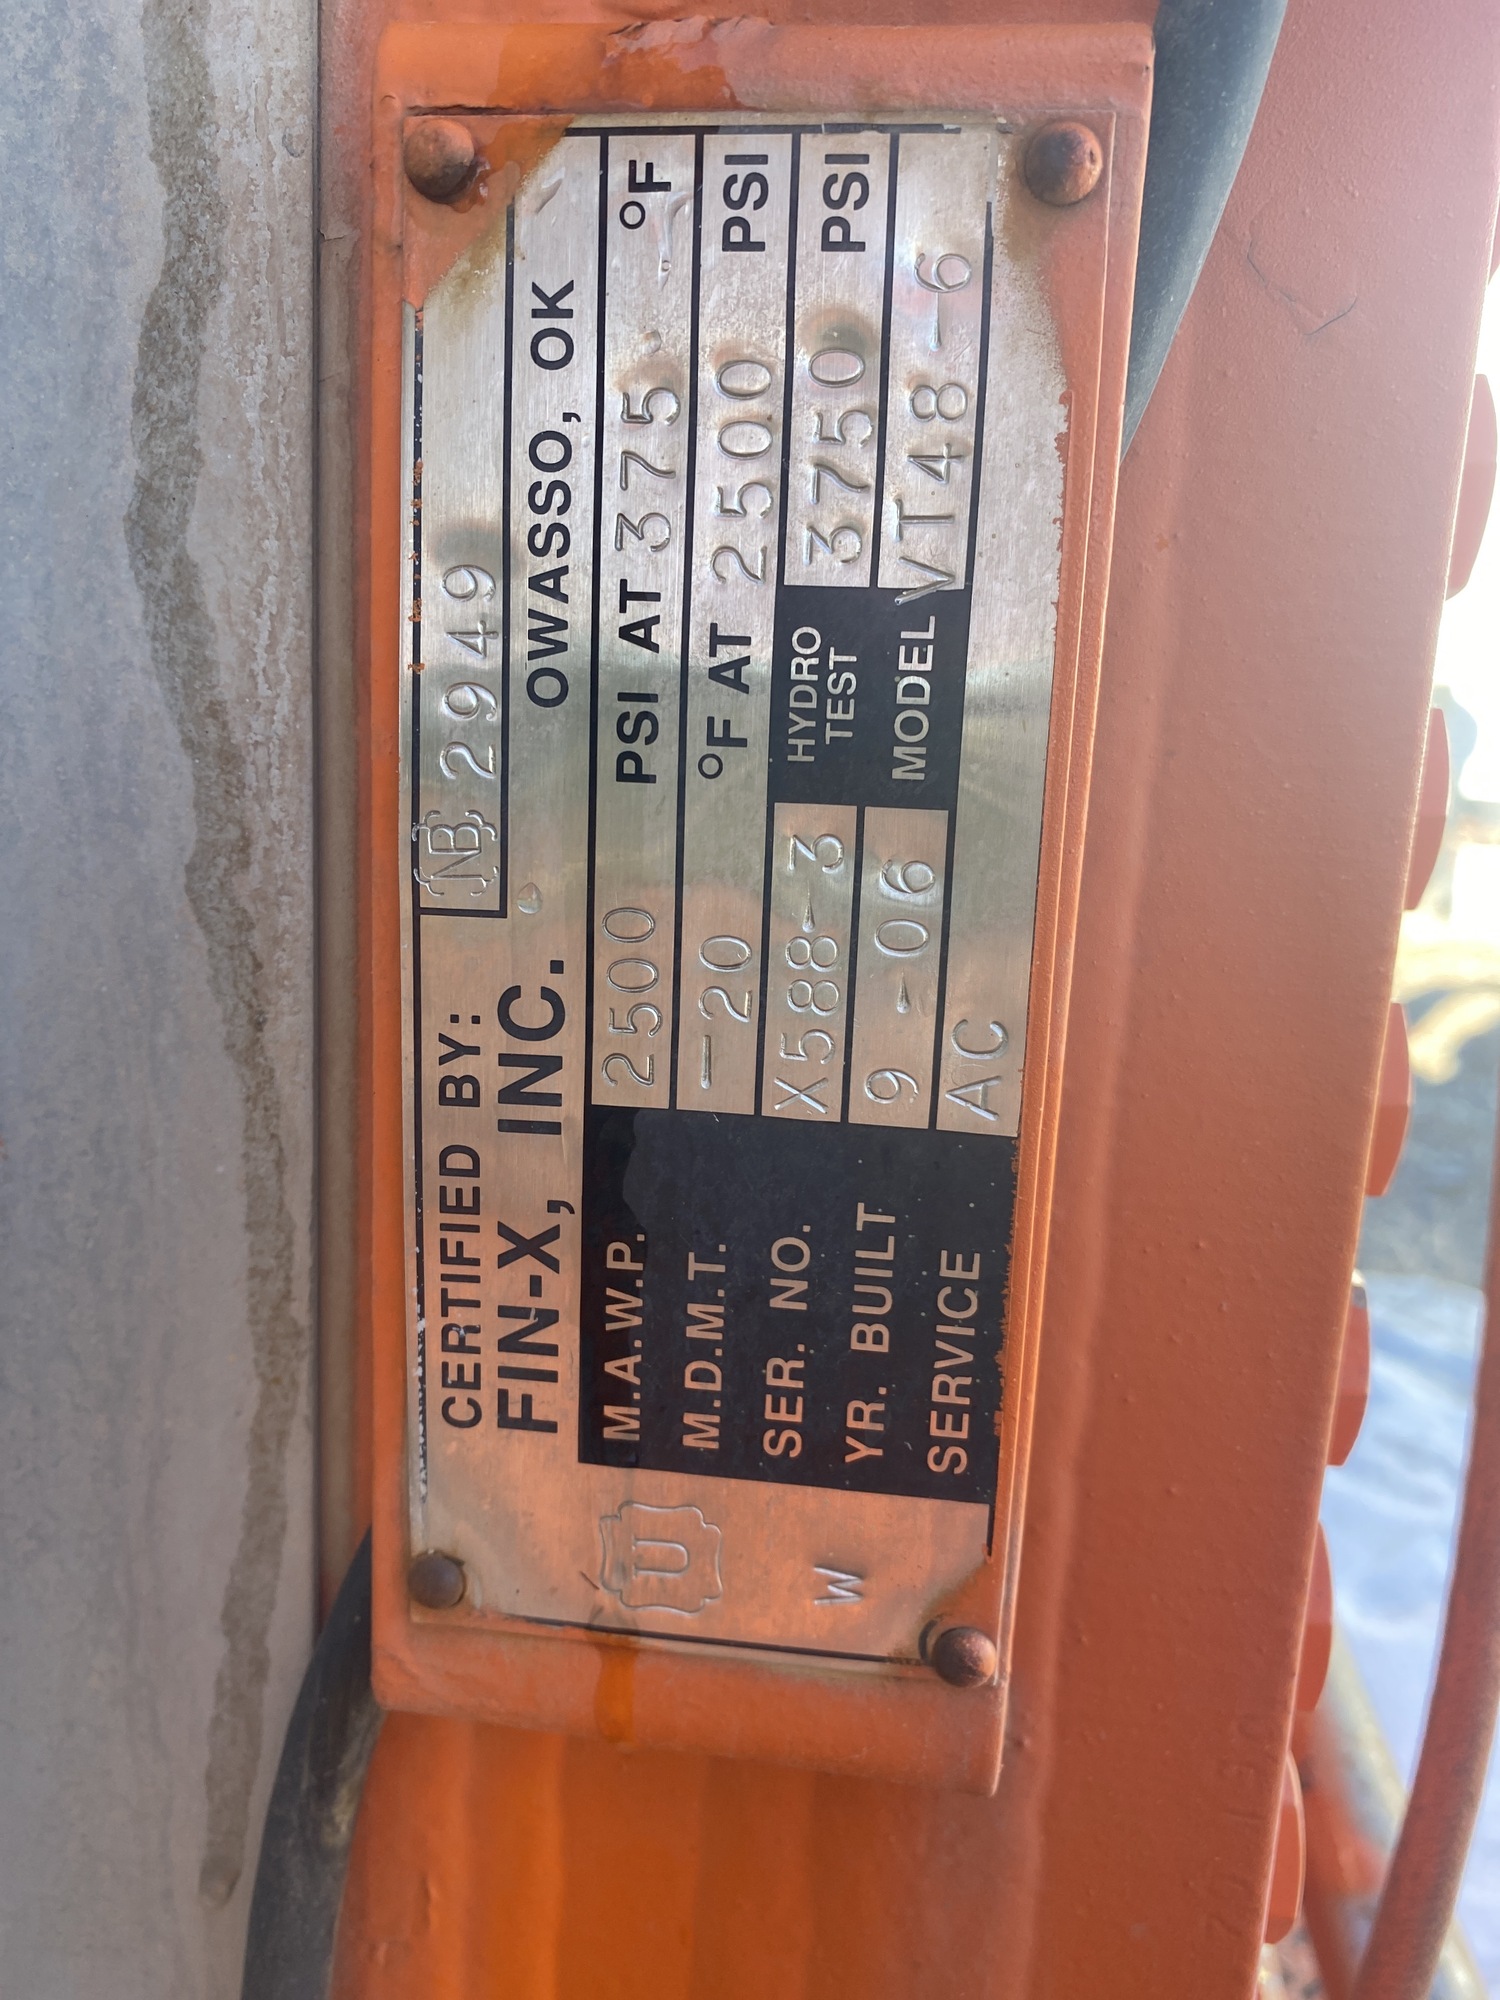 CERTIFIED BY: NB 2949
FIN-X, INC. OWASSO, OK
M.A.W.P. 2500 PSI AT 375 °F
M.D.M.T. -20 °F AT 2500 PSI
SER. NO. X588-3 HYDRO TEST 3750 PSI
YR. BUILT 9-06 MODEL VT48-6
SERVICE AC
U
W